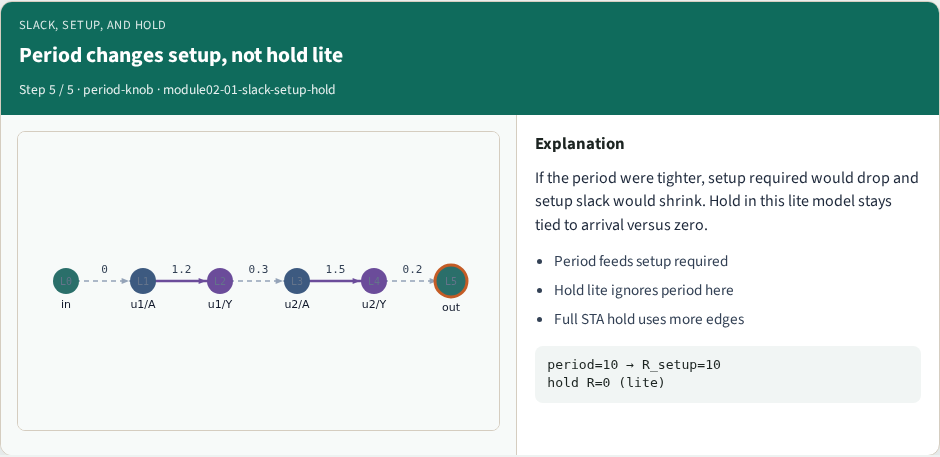 SLACK, SETUP, AND HOLD
Period changes setup, not hold lite
Step 5 / 5 · period-knob · module02-01-slack-setup-hold
0 1.2 0.3 1.5 0.2
L0 L1 L2 L3 L4 L5
in u1/A u1/Y u2/A u2/Y out
Explanation
If the period were tighter, setup required would drop and
setup slack would shrink. Hold in this lite model stays
tied to arrival versus zero.
• Period feeds setup required
• Hold lite ignores period here
• Full STA hold uses more edges
period=10 → R_setup=10
hold R=0 (lite)